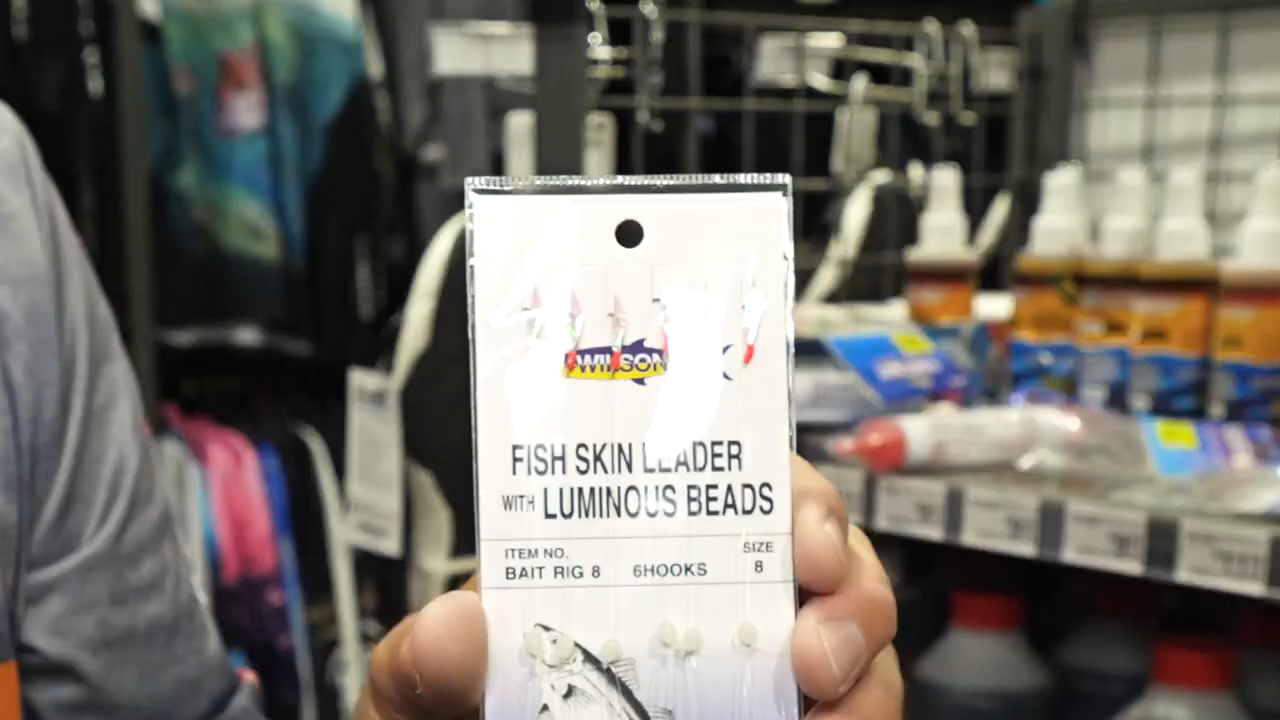 WILSON
FISH SKIN LEADER
WITH LUMINOUS BEADS
ITEM NO.
SIZE
BAIT RIG 8 6HOOKS 8